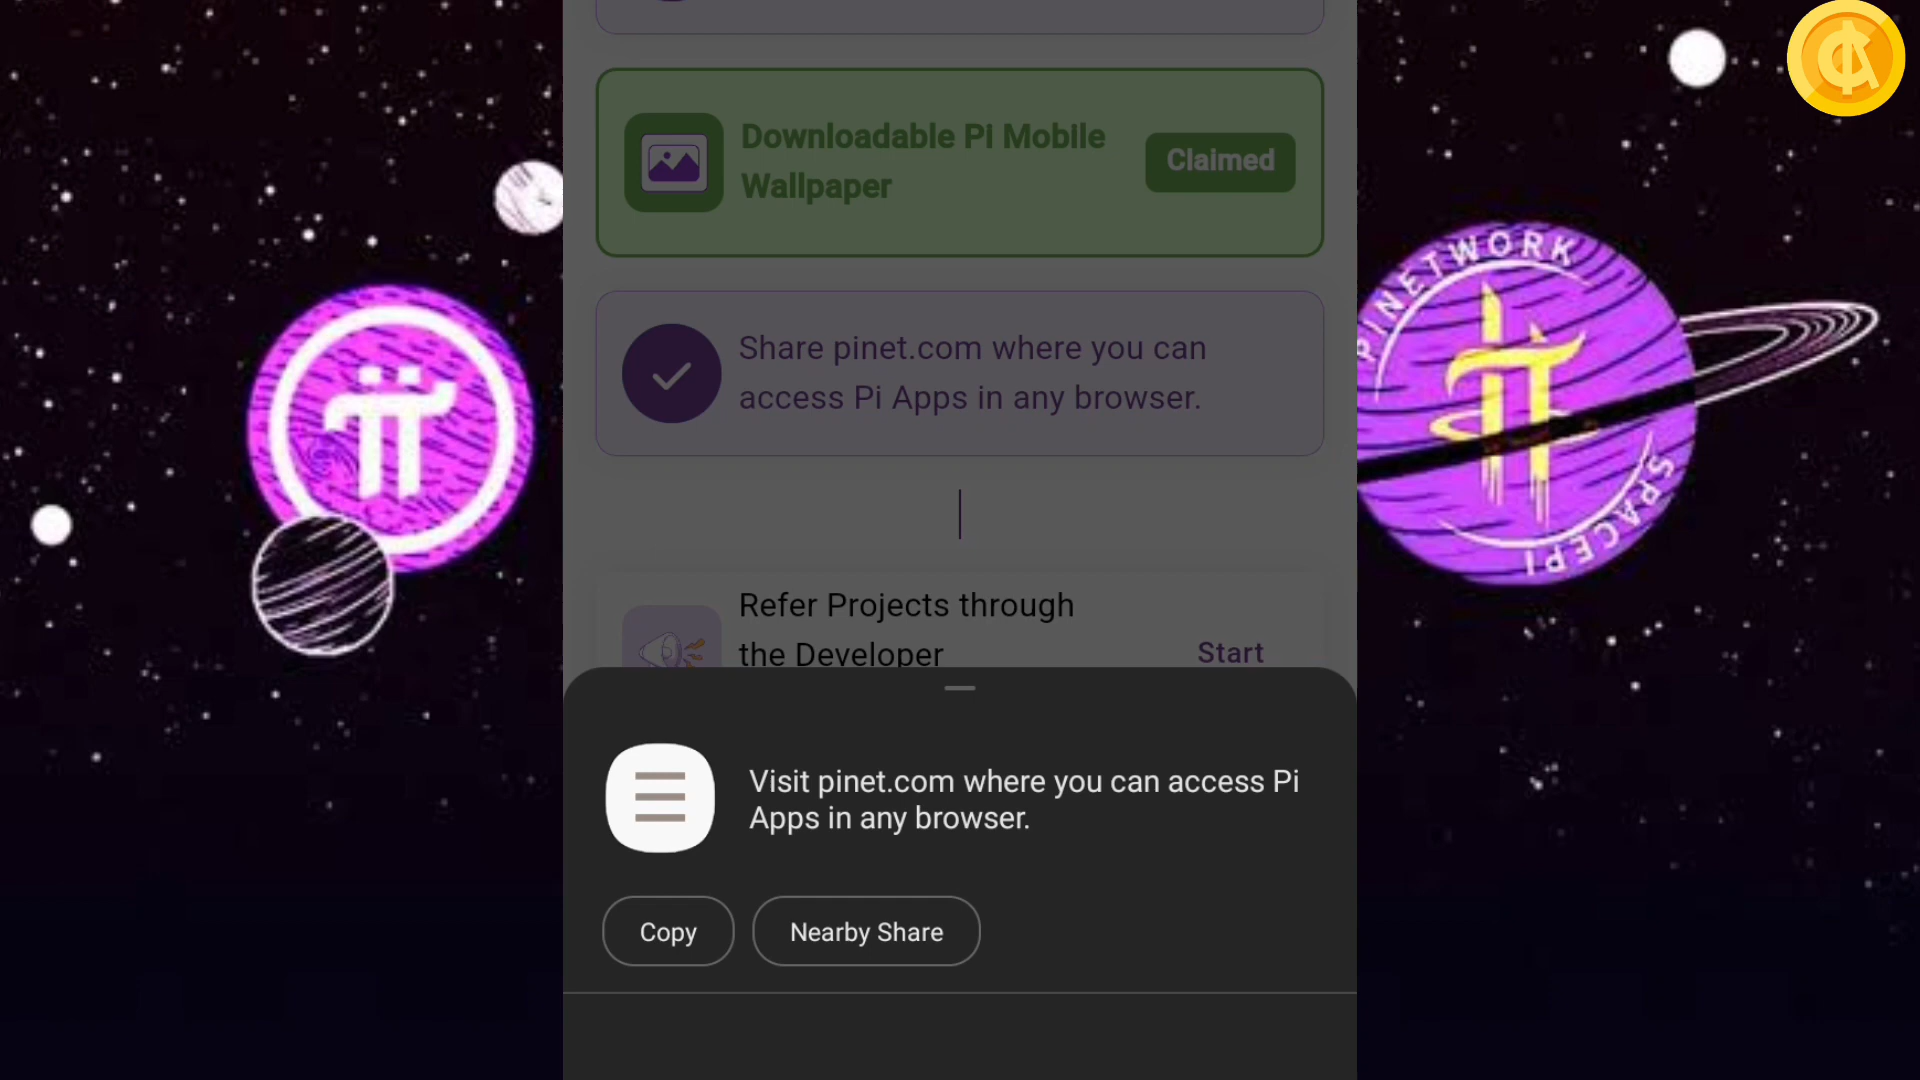 Downloadable Pi Mobile
Wallpaper
Claimed
Share pinet.com where you can
access Pi Apps in any browser.
Refer Projects through
the Developer
Start
Visit pinet.com where you can access Pi
Apps in any browser.
Copy
Nearby Share
PINETWORK
SPACEPI